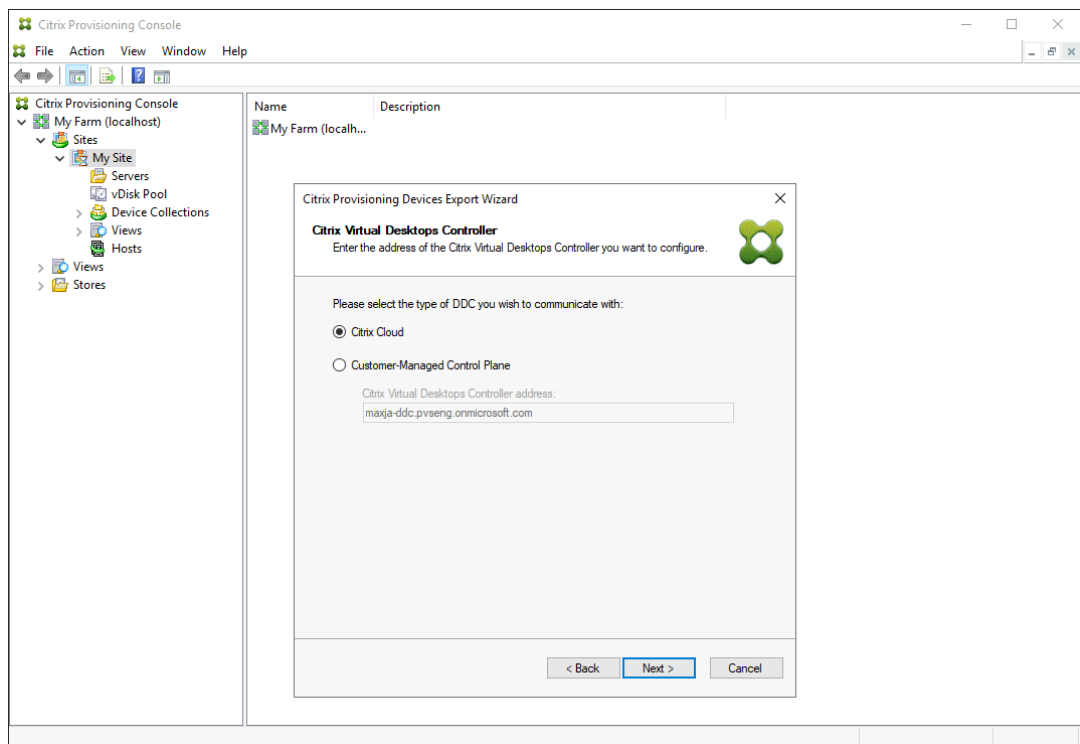 Citrix Provisioning Console
File Action View Window Help
Citrix Provisioning Console
My Farm (localhost)
Sites
My Site
Servers
vDisk Pool
Device Collections
Views
Hosts
Views
Stores
Name Description
My Farm (localh...
Citrix Provisioning Devices Export Wizard
Citrix Virtual Desktops Controller
Enter the address of the Citrix Virtual Desktops Controller you want to configure.
Please select the type of DDC you wish to communicate with:
Citrix Cloud
Customer-Managed Control Plane
Citrix Virtual Desktops Controller address:
maxja-ddc.pvseng.onmicrosoft.com
< Back Next > Cancel